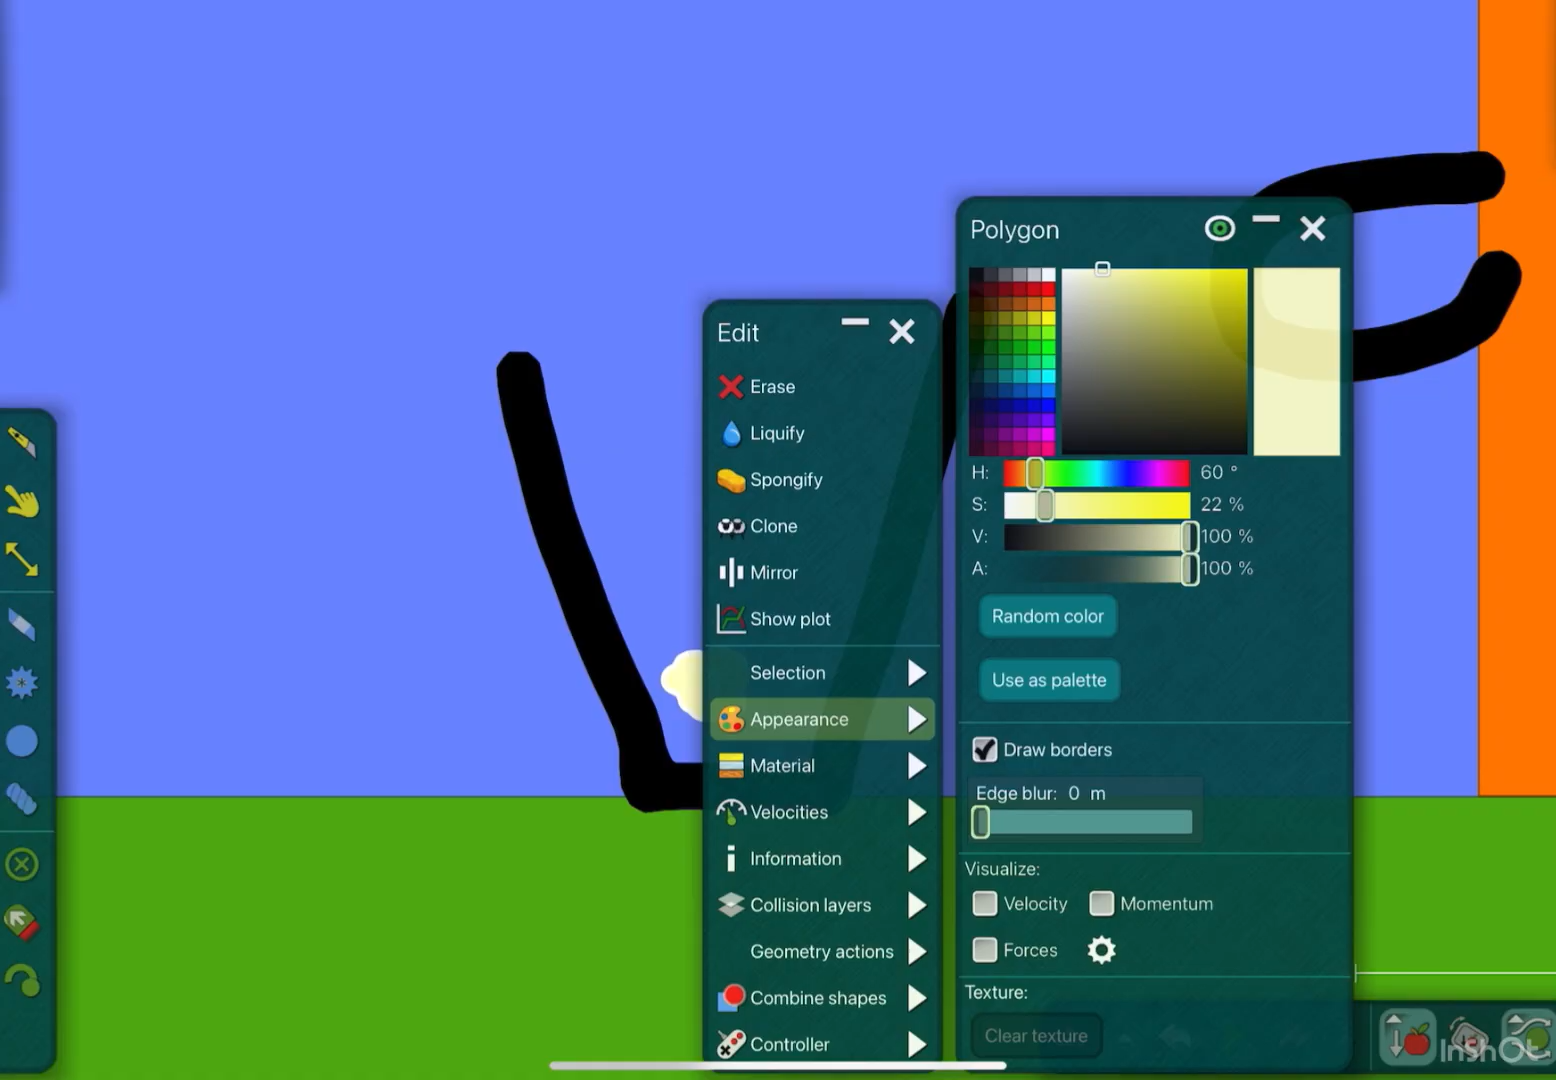 Polygon
Edit
Erase
Liquify
Spongify
Clone
Mirror
Show plot
Selection
Appearance
Material
Velocities
Information
Collision layers
Geometry actions
Combine shapes
Controller
H: 60 °
S: 22 %
V: 100 %
A: 100 %
Random color
Use as palette
Draw borders
Edge blur: 0 m
Visualize:
Velocity Momentum
Forces
Texture:
Clear texture
InshOt